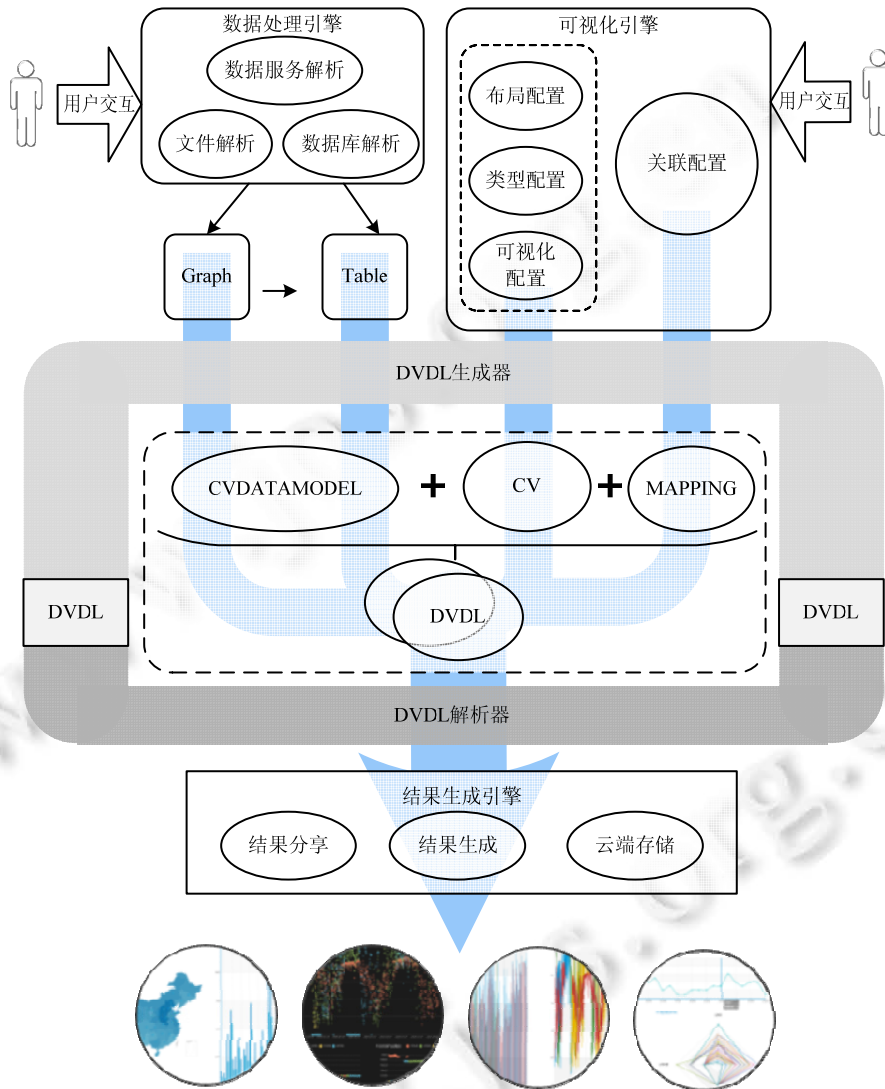 数据处理引擎
数据服务解析
文件解析
数据库解析
用户交互
可视化引擎
布局配置
类型配置
可视化
配置
关联配置
用户交互
Graph
Table
DVDL生成器
CVDATAMODEL
+
CV
+
MAPPING
DVDL
DVDL
DVDL
DVDL解析器
结果生成引擎
结果分享
结果生成
云端存储